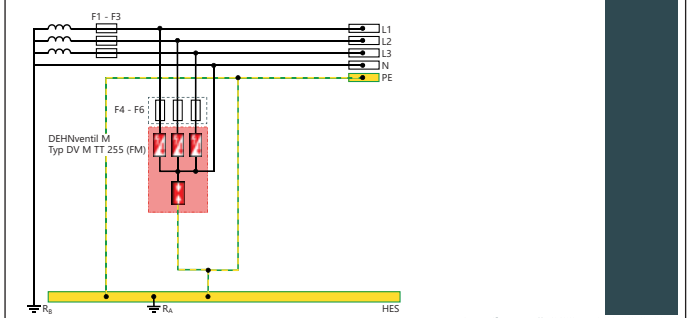 F1 - F3
L1
L2
L3
N
PE
F4 - F6
DEHNventil M
Typ DV M TT 255 (FM)
RB
RA
HES